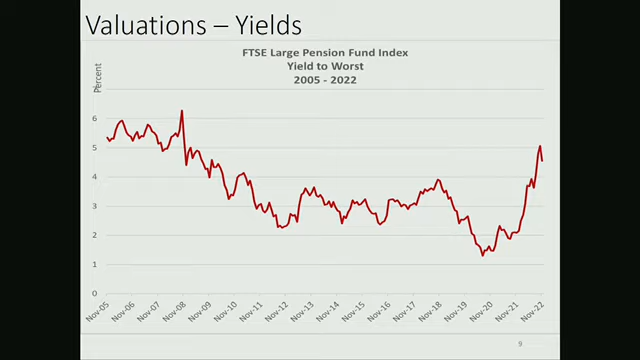 Valuations – Yields
FTSE Large Pension Fund Index
Yield to Worst
2005 - 2022
Percent
6
5
4
3
2
1
0
Nov-05
Nov-06
Nov-07
Nov-08
Nov-09
Nov-10
Nov-11
Nov-12
Nov-13
Nov-14
Nov-15
Nov-16
Nov-17
Nov-18
Nov-19
Nov-20
Nov-21
Nov-22
9